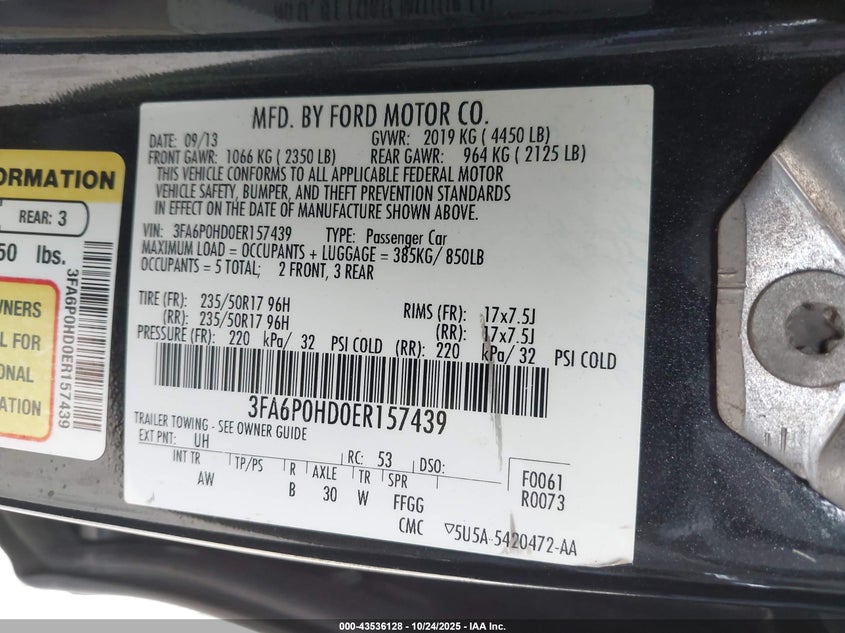 MFD. BY FORD MOTOR CO.
DATE: 09/13 GVWR: 2019 KG ( 4450 LB)
FRONT GAWR: 1066 KG ( 2350 LB) REAR GAWR: 964 KG ( 2125 LB)
THIS VEHICLE CONFORMS TO ALL APPLICABLE FEDERAL MOTOR
VEHICLE SAFETY, BUMPER, AND THEFT PREVENTION STANDARDS
IN EFFECT ON THE DATE OF MANUFACTURE SHOWN ABOVE.
VIN: 3FA6P0HD0ER157439 TYPE: Passenger Car
MAXIMUM LOAD = OCCUPANTS + LUGGAGE = 385KG/ 850LB
OCCUPANTS = 5 TOTAL; 2 FRONT, 3 REAR
TIRE (FR): 235/50R17 96H RIMS (FR): 17x7.5J
(RR): 235/50R17 96H (RR): 17x7.5J
PRESSURE (FR): 220 kPa/ 32 PSI COLD (RR): 220 kPa/ 32 PSI COLD
3FA6P0HD0ER157439
TRAILER TOWING - SEE OWNER GUIDE
EXT PNT: UH RC: 53 DSO:
INT TR TP/PS R AXLE TR SPR F0061
AW B 30 W FFGG R0073
CMC ▽5U5A-5420472-AA
ORMATION
REAR: 3
50 lbs.
WNERS
L FOR
ONAL
ATION
3FA6P0HD0ER157439
000-43536128 - 10/24/2025 - IAA Inc.